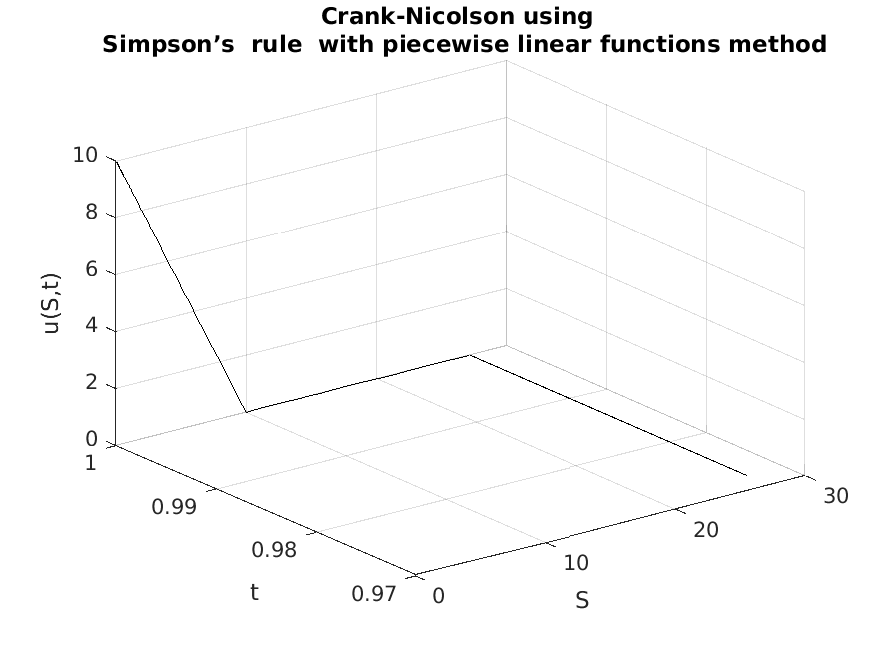 Crank-Nicolson using
Simpson’s  rule  with piecewise linear functions method
10
8
6
4
2
0
u(S,t)
1
0.99
0.98
0.97
t
0
10
20
30
S